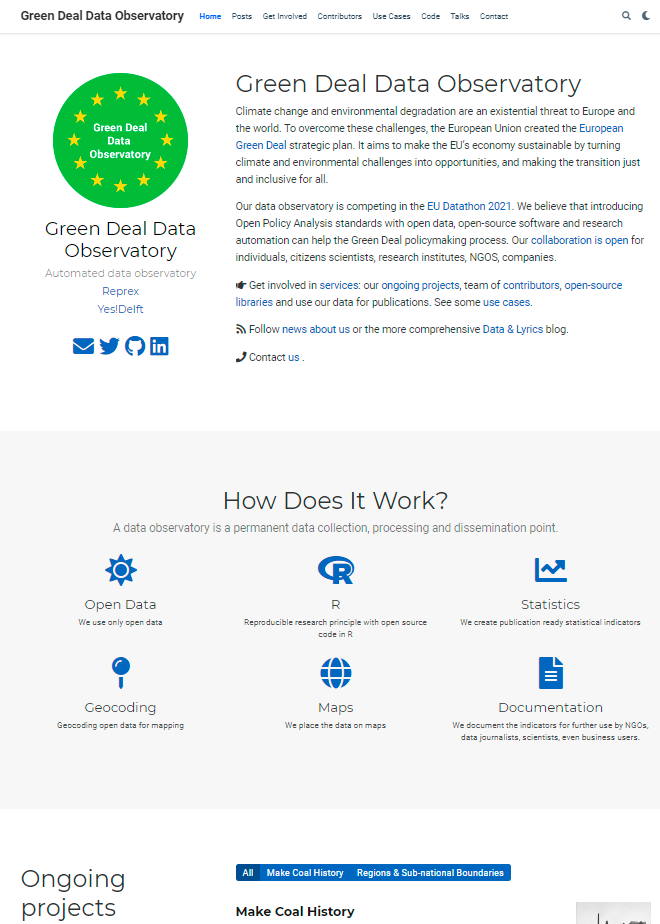 Green Deal Data Observatory Home Posts Get Involved Contributors Use Cases Code Talks Contact
Green Deal
Data
Observatory
Green Deal Data
Observatory
Automated data observatory
Reprex
Yes!Delft
Green Deal Data Observatory
Climate change and environmental degradation are an existential threat to Europe and
the world. To overcome these challenges, the European Union created the European
Green Deal strategic plan. It aims to make the EU's economy sustainable by turning
climate and environmental challenges into opportunities, and making the transition just
and inclusive for all.
Our data observatory is competing in the EU Datathon 2021. We believe that introducing
Open Policy Analysis standards with open data, open-source software and research
automation can help the Green Deal policymaking process. Our collaboration is open for
individuals, citizens scientists, research institutes, NGOS, companies.
Get involved in services: our ongoing projects, team of contributors, open-source
libraries and use our data for publications. See some use cases.
Follow news about us or the more comprehensive Data & Lyrics blog.
Contact us .
How Does It Work?
A data observatory is a permanent data collection, processing and dissemination point.
Open Data
We use only open data
R
Reproducible research principle with open source
code in R
Statistics
We create publication ready statistical indicators
Geocoding
Geocoding open data for mapping
Maps
We place the data on maps
Documentation
We document the indicators for further use by NGOs,
data journalists, scientists, even business users.
Ongoing
projects
All Make Coal History Regions & Sub-national Boundaries
Make Coal History